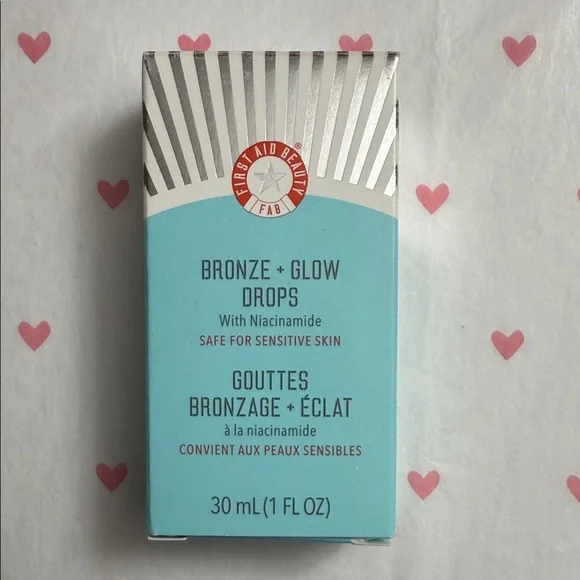 FIRST AID BEAUTY®
FAB
BRONZE + GLOW
DROPS
With Niacinamide
SAFE FOR SENSITIVE SKIN
GOUTTES
BRONZAGE + ÉCLAT
à la niacinamide
CONVIENT AUX PEAUX SENSIBLES
30 mL (1 FL OZ)